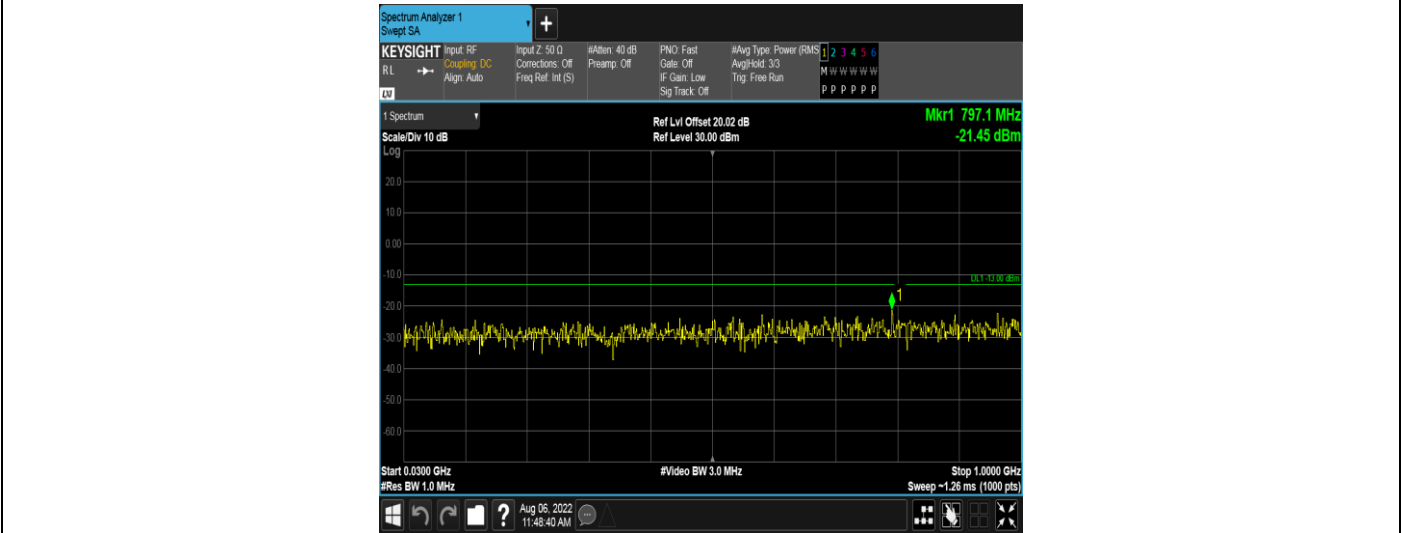 Spectrum Analyzer 1
Swept SA
+
KEYSIGHT
RL
LXI
Input: RF
Coupling: DC
Align: Auto
Input Z: 50 Ω
Corrections: Off
Freq Ref: Int (S)
#Atten: 40 dB
Preamp: Off
PNO: Fast
Gate: Off
IF Gain: Low
Sig Track: Off
#Avg Type: Power (RMS
Avg|Hold: 3/3
Trig: Free Run
1 2 3 4 5 6
M W W W W W
P P P P P P
1 Spectrum
Scale/Div 10 dB
Ref Lvl Offset 20.02 dB
Ref Level 30.00 dBm
Mkr1 797.1 MHz
-21.45 dBm
Log
20.0
10.0
0.00
-10.0
DL1 -13.00 dBm
1
-20.0
-30.0
-40.0
-50.0
-60.0
Start 0.0300 GHz
#Video BW 3.0 MHz
Stop 1.0000 GHz
#Res BW 1.0 MHz
Sweep ~1.26 ms (1000 pts)
?
Aug 06, 2022
11:48:40 AM